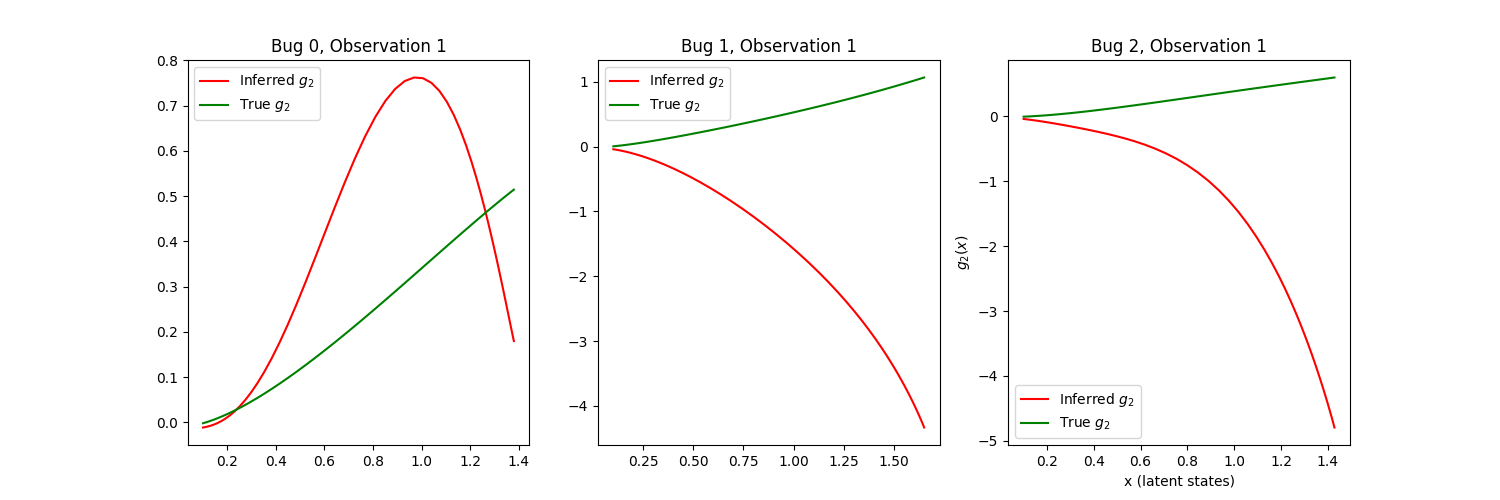 Bug 0, Observation 1
0.8
0.7
0.6
0.5
0.4
0.3
0.2
0.1
0.0
Inferred g₂
True g₂
0.2 0.4 0.6 0.8 1.0 1.2 1.4
Bug 1, Observation 1
1
0
−1
−2
−3
−4
Inferred g₂
True g₂
0.25 0.50 0.75 1.00 1.25 1.50
Bug 2, Observation 1
g₂(x)
0
−1
−2
−3
−4
−5
Inferred g₂
True g₂
0.2 0.4 0.6 0.8 1.0 1.2 1.4
x (latent states)